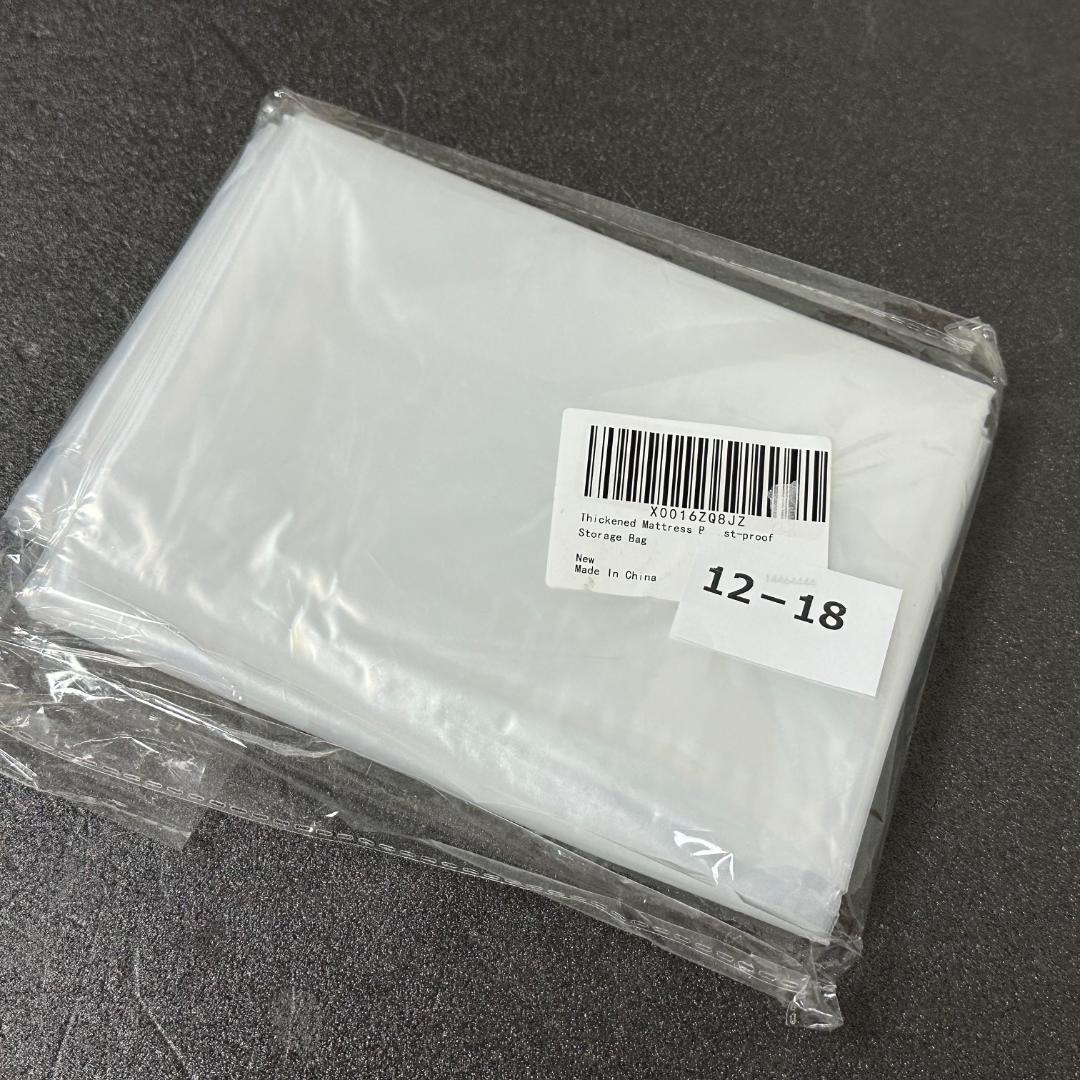 X0016ZQ8JZ
Thickened Mattress st-proof
Storage Bag
New
Made In China
12-18